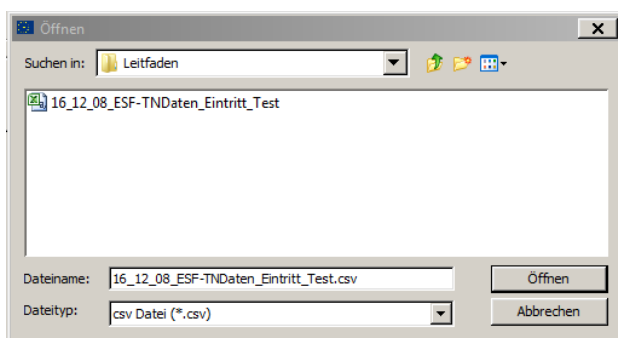 Öffnen
Suchen in: Leitfaden
16_12_08_ESF-TNDaten_Eintritt_Test
Dateiname: 16_12_08_ESF-TNDaten_Eintritt_Test.csv Öffnen
Dateityp: csv Datei (*.csv) Abbrechen